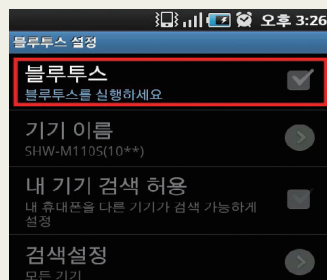 오후 3:26
블루투스 설정
블루투스
블루투스를 실행하세요
기기 이름
SHW-M110S(10**)
내 기기 검색 허용
내 휴대폰을 다른 기기가 검색 가능하게
설정
검색설정
모든 기기